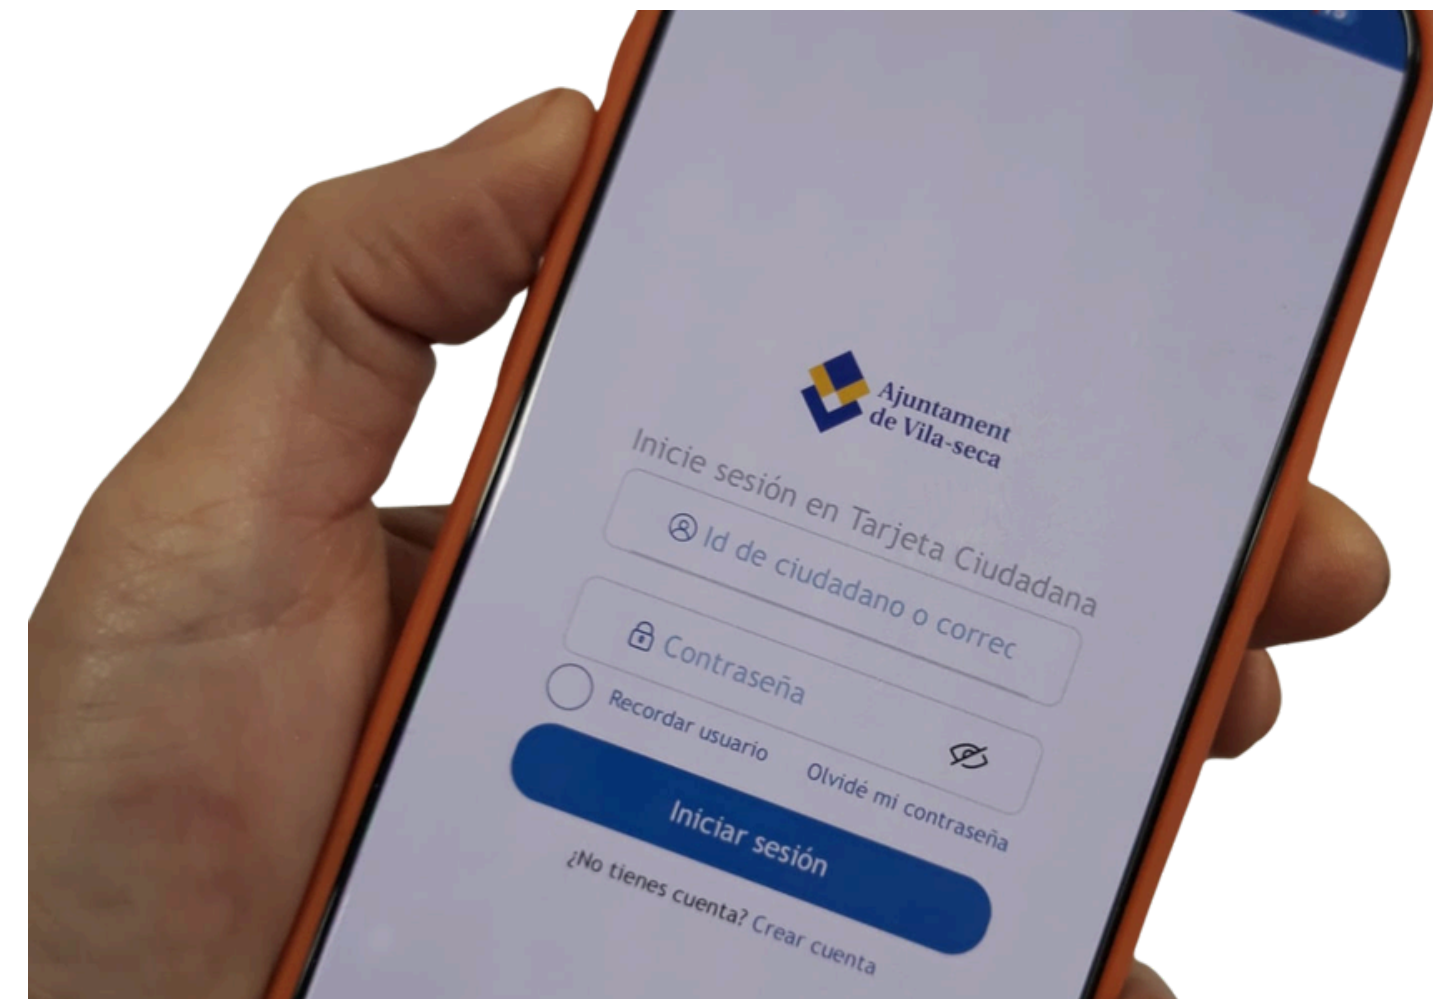 Ajuntament
de Vila-seca
Inicie sesión en Tarjeta Ciudadana
Id de ciudadano o correc
Contraseña
Recordar usuario
Olvidé mi contraseña
Iniciar sesión
¿No tienes cuenta? Crear cuenta